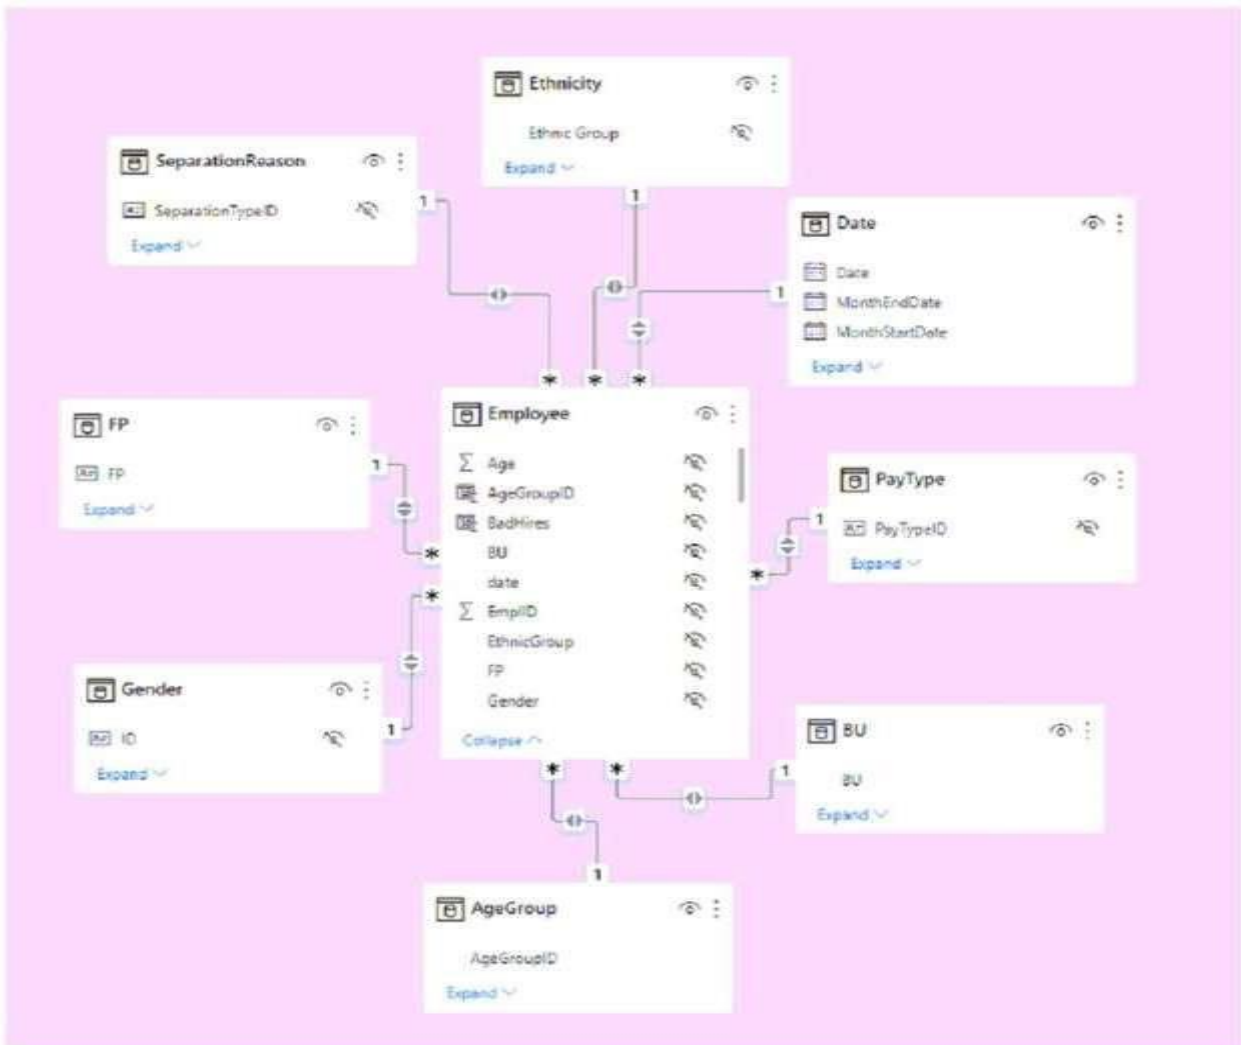 Ethnicity
Ethnic Group
Expand
SeparationReason
SeparationTypeID
Expand
1
1
Date
Date
MonthEndDate
MonthStartDate
Expand
1
* * *
FP
FP
Expand
1
*
Employee
Age
AgeGroupID
BadHires
BU
date
EmplID
EthnicGroup
FP
Gender
Collapse
PayType
PayTypeID
Expand
1
*
*
Gender
ID
Expand
1
* *
BU
BU
Expand
1
1
AgeGroup
AgeGroupID
Expand